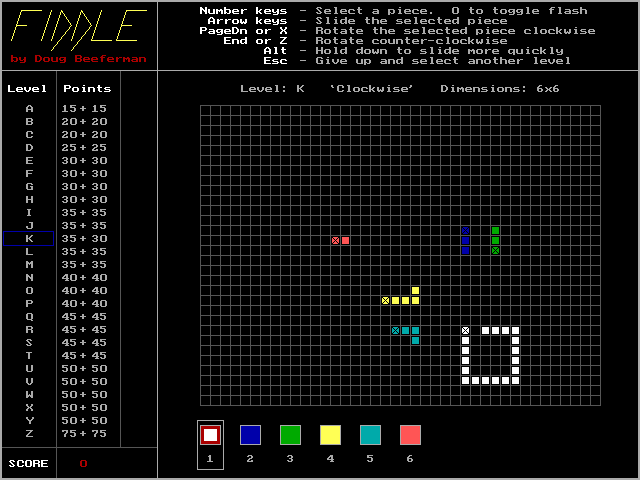 FIDDLE
by Doug Beeferman
Number keys - Select a piece. 0 to toggle flash
Arrow keys - Slide the selected piece
PageDn or X - Rotate the selected piece clockwise
End or Z - Rotate counter-clockwise
Alt - Hold down to slide more quickly
Esc - Give up and select another level
Level Points
A 15+15
B 20+20
C 20+20
D 25+25
E 30+30
F 30+30
G 30+30
H 30+30
I 35+35
J 35+35
K 35+30
L 35+35
M 35+35
N 40+40
O 40+40
P 40+40
Q 45+45
R 45+45
S 45+45
T 45+45
U 50+50
V 50+50
W 50+50
X 50+50
Y 50+50
Z 75+75
SCORE 0
Level: K ‛Clockwise’ Dimensions: 6x6
1 2 3 4 5 6